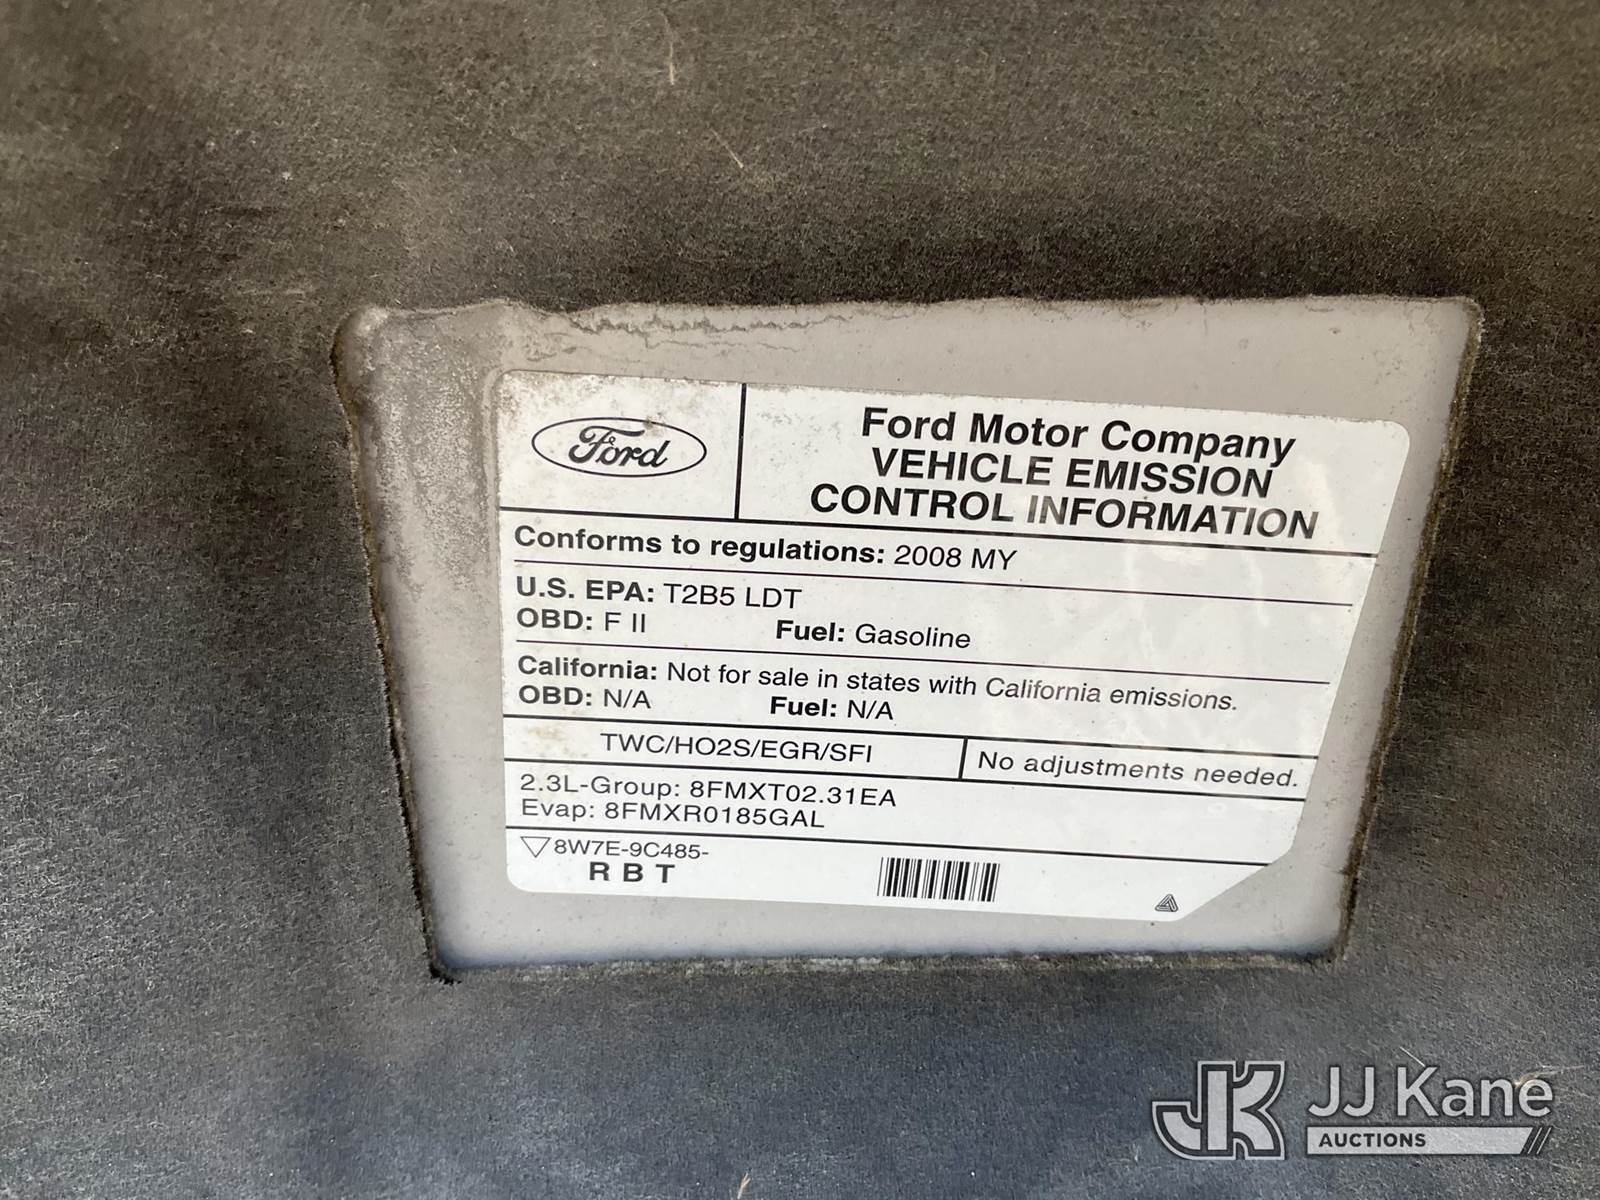 Ford
Ford Motor Company
VEHICLE EMISSION
CONTROL INFORMATION
Conforms to regulations: 2008 MY
U.S. EPA: T2B5 LDT
OBD: F II Fuel: Gasoline
California: Not for sale in states with California emissions.
OBD: N/A Fuel: N/A
TWC/HO2S/EGR/SFI
No adjustments needed.
2.3L-Group: 8FMXT02.31EA
Evap: 8FMXR0185GAL
8W7E-9C485-
R B T
JK JJ Kane
AUCTIONS